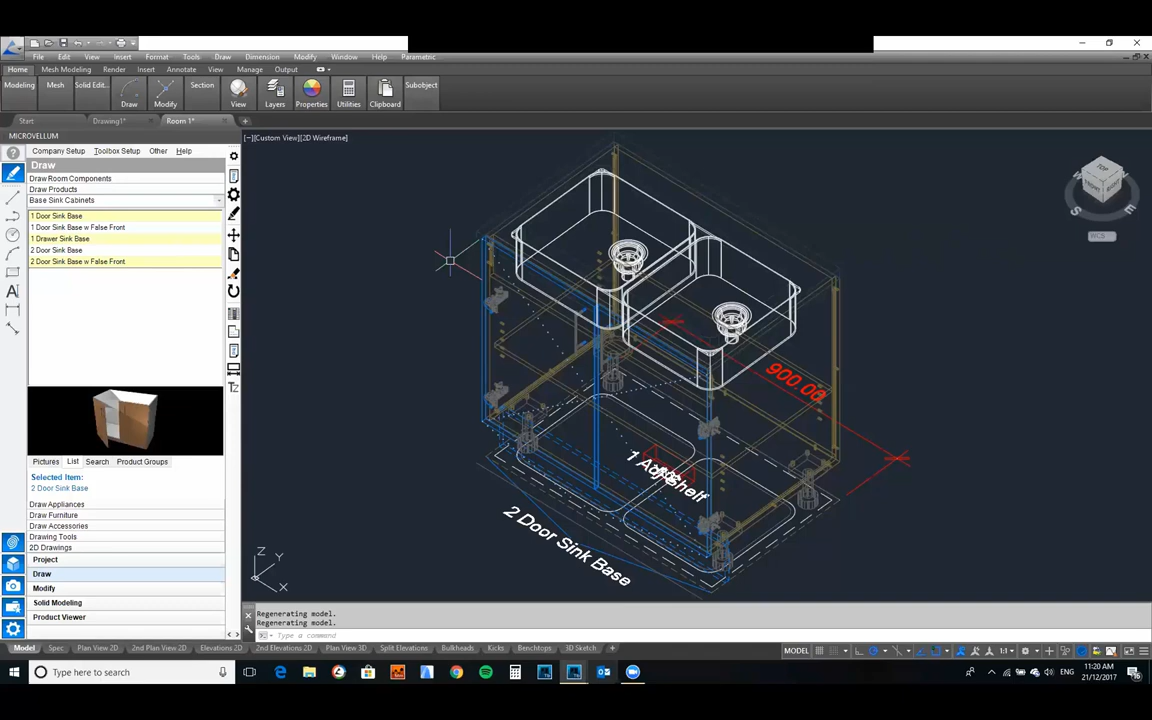 File Edit View Insert Format Tools Draw Dimension Modify Window Help Parametric
Home Mesh Modeling Render Insert Annotate View Manage Output
Modeling Mesh Solid Edit... Draw Modify Section View Layers Properties Utilities Clipboard Subobject
Start Drawing1* Room 1*
MICROVELLUM
[−][Custom View][2D Wireframe]
Company Setup Toolbox Setup Other Help
Draw
Draw Room Components
Draw Products
Base Sink Cabinets
1 Door Sink Base
1 Door Sink Base w False Front
1 Drawer Sink Base
2 Door Sink Base
2 Door Sink Base w False Front
Pictures List Search Product Groups
Selected Item:
2 Door Sink Base
Draw Appliances
Draw Furniture
Draw Accessories
Drawing Tools
2D Drawings
Project
Draw
Modify
Solid Modeling
Product Viewer
TOP
FRONT
RIGHT
S
E
WCS
900.00
2 Door Sink Base
Z
Y
X
Regenerating model.
Regenerating model.
Type a command
Model Spec Plan View 2D 2nd Plan View 2D Elevations 2D 2nd Elevations 2D Plan View 3D Split Elevations Bulkheads Kicks Benchtops 3D Sketch
MODEL 1:1
Type here to search
ENG
11:20 AM
21/12/2017